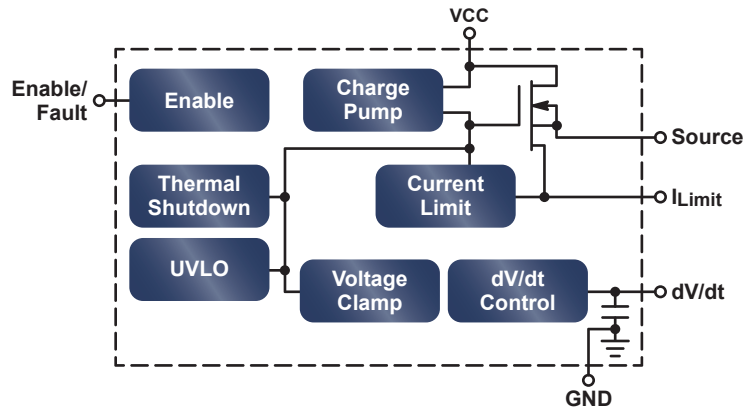 VCC
Enable/
Fault
Enable
Charge
Pump
Source
Thermal
Shutdown
Current
Limit
ILimit
UVLO
Voltage
Clamp
dV/dt
Control
dV/dt
GND